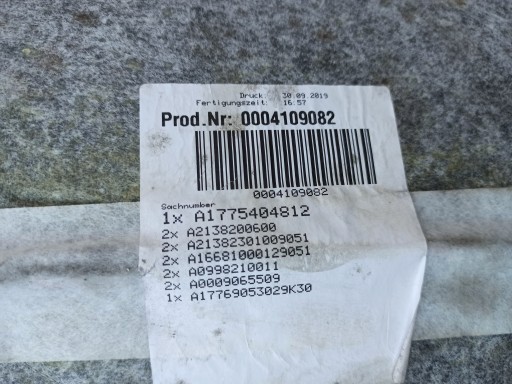 Druck: 30.09.2019
Fertigungszeit: 16:57
Prod.Nr: 0004109082
0004109082
Sachnummber
1x A1775404812
2x A2138200600
2x A21382301009051
2x A16681000129051
2x A0998210011
2x A0009065509
1x A17769053029K30